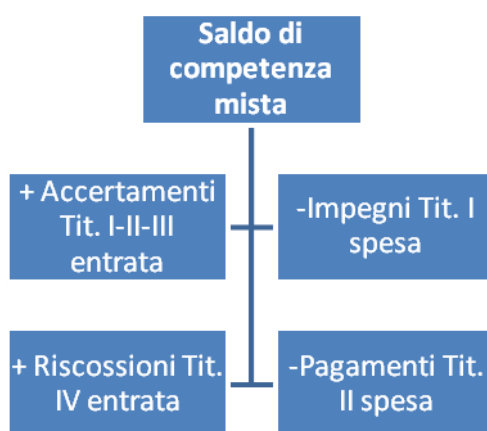 Saldo di
competenza
mista
+ Accertamenti
Tit. I-II-III
entrata
-Impegni Tit. I
spesa
+ Riscossioni Tit.
IV entrata
-Pagamenti Tit.
II spesa